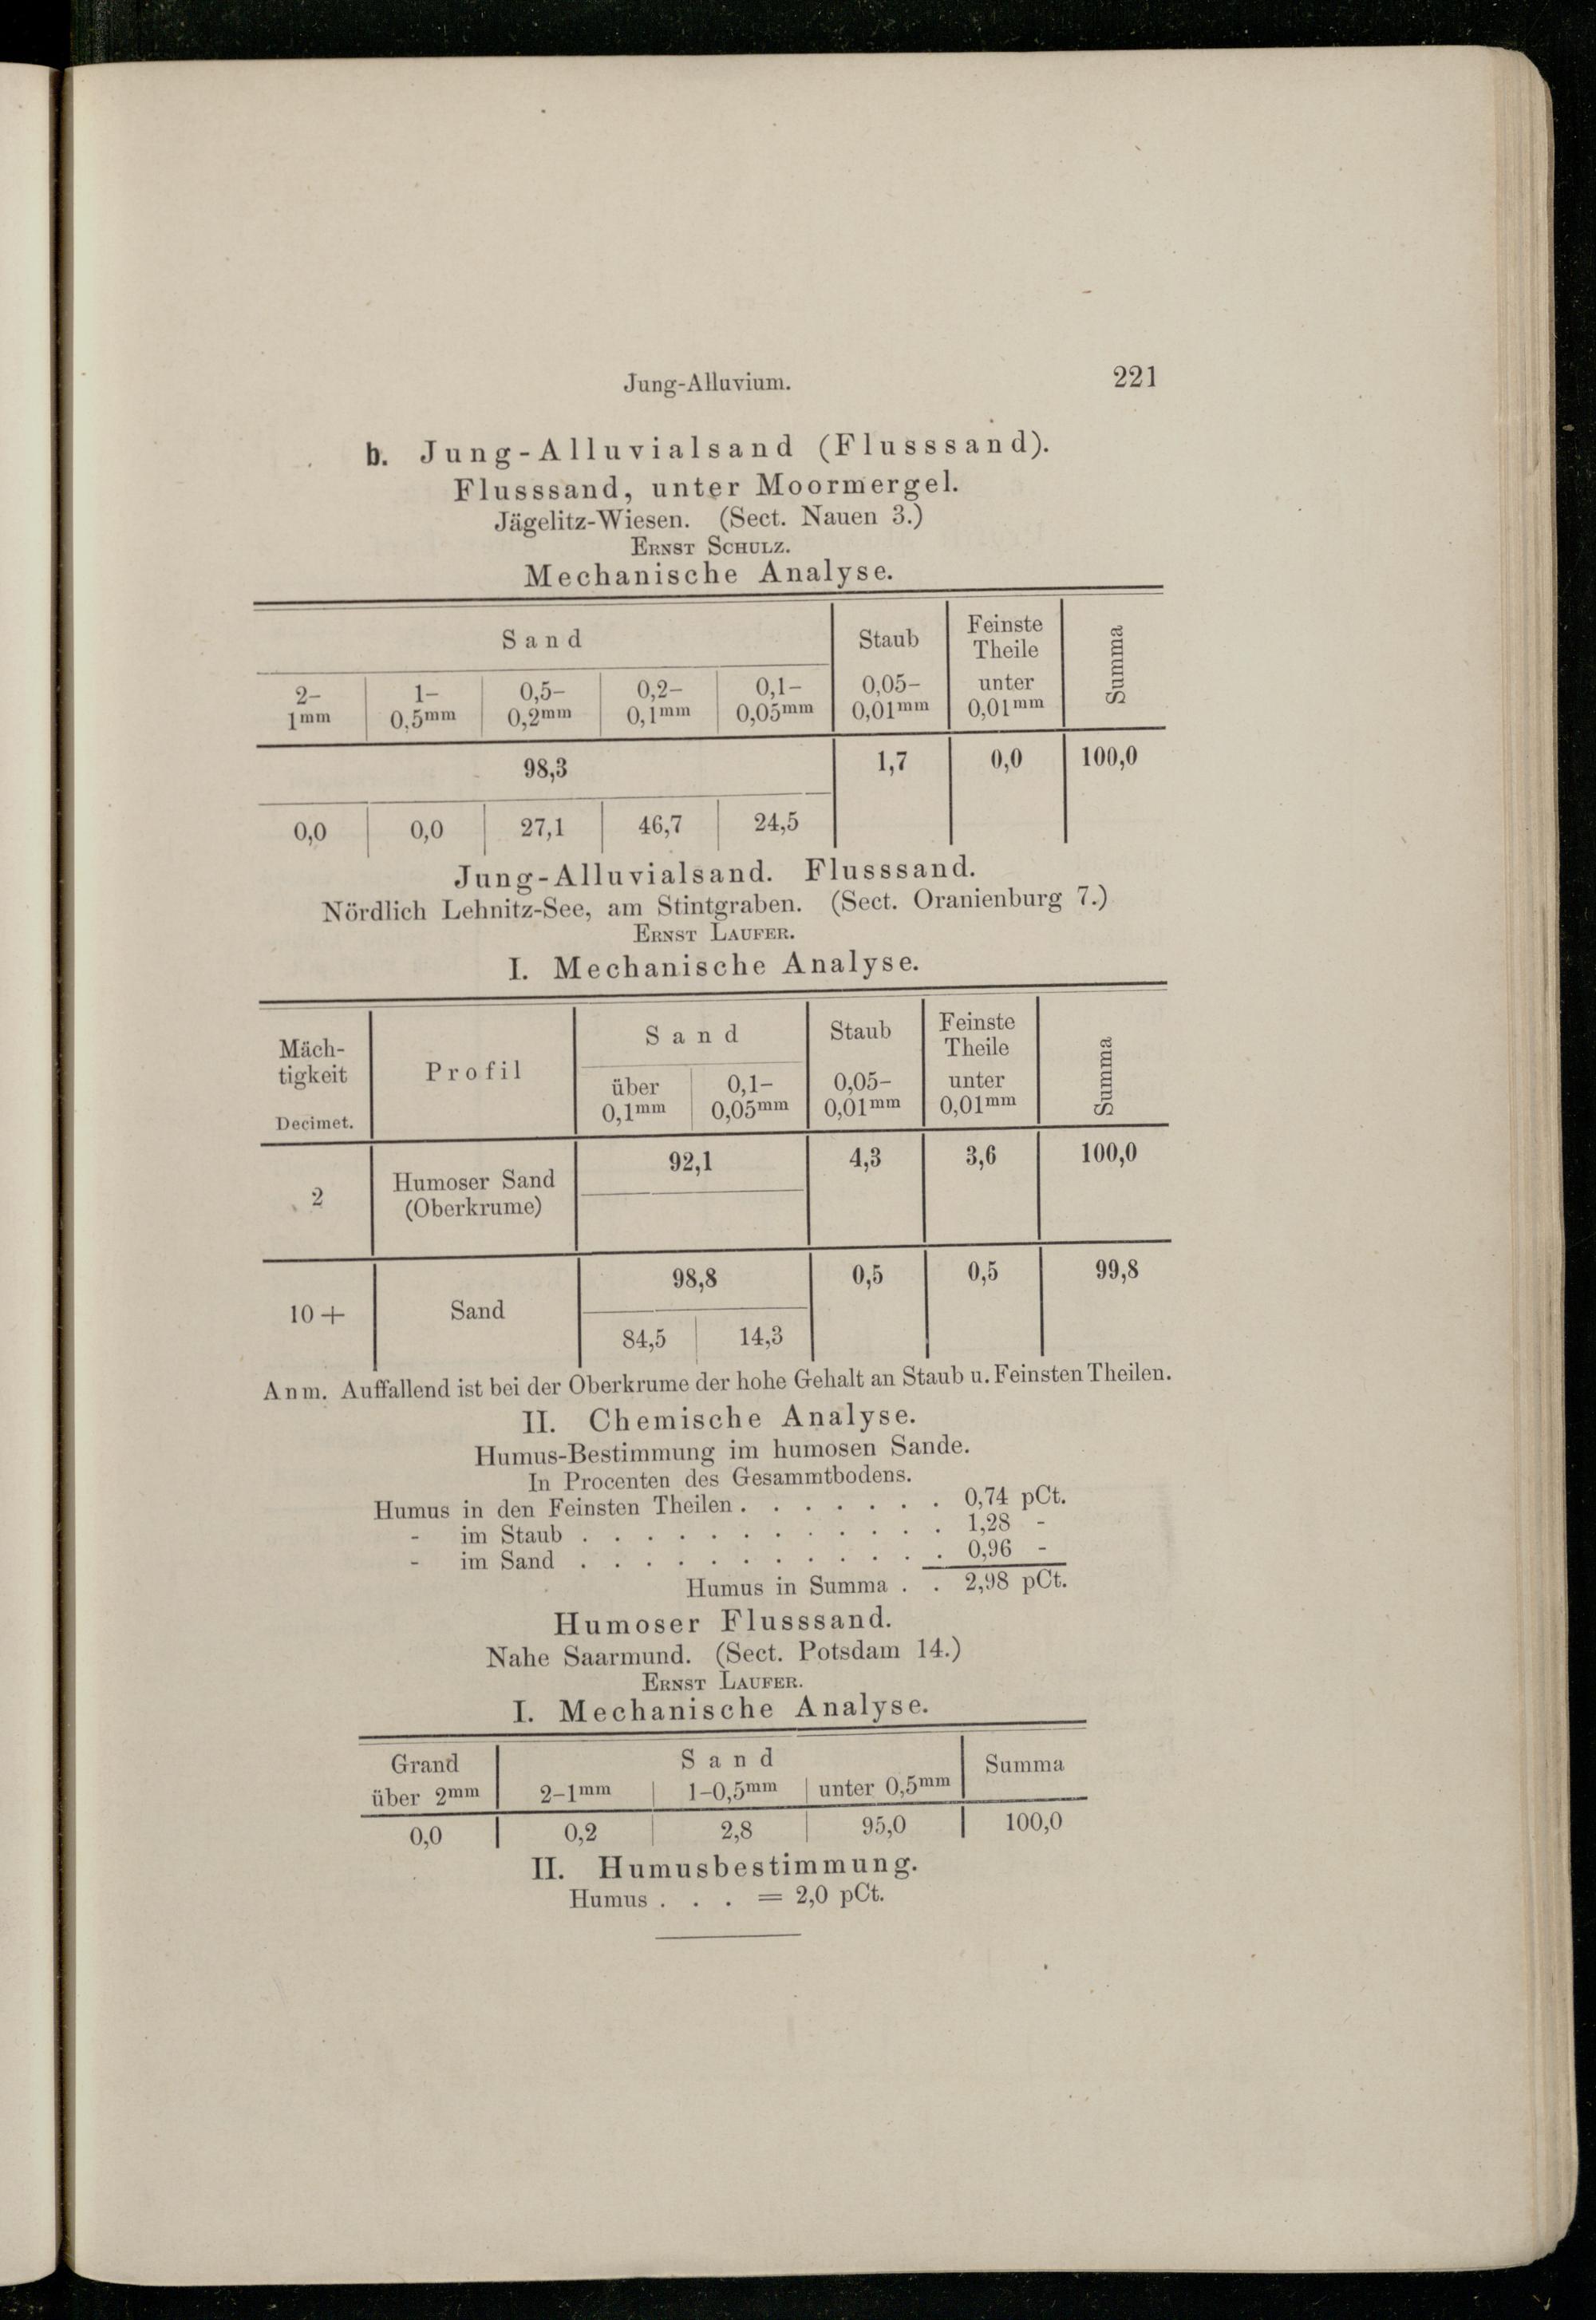 Jung-Alluvium. 221
b. Jung-Alluvialsand (Flusssand).
Flusssand, unter Moormergel.
Jägelitz-Wiesen. (Sect. Nauen 3.)
Ernst Schulz.
Mechanische Analyse.
Sand Staub Feinste Theile Summa
2–1mm 1–0,5mm 0,5–0,2mm 0,2–0,1mm 0,1–0,05mm 0,05–0,01mm unter 0,01mm
98,3 1,7 0,0 100,0
0,0 0,0 27,1 46,7 24,5
Jung-Alluvialsand. Flusssand.
Nördlich Lehnitz-See, am Stintgraben. (Sect. Oranienburg 7.)
Ernst Laufer.
I. Mechanische Analyse.
Mäch-tigkeit Decimet. Profil Sand Staub Feinste Theile Summa
über 0,1mm 0,1–0,05mm 0,05–0,01mm unter 0,01mm
2 Humoser Sand (Oberkrume) 92,1 4,3 3,6 100,0
10+ Sand 98,8 0,5 0,5 99,8
84,5 14,3
Anm. Auffallend ist bei der Oberkrume der hohe Gehalt an Staub u. Feinsten Theilen.
II. Chemische Analyse.
Humus-Bestimmung im humosen Sande.
In Procenten des Gesammtbodens.
Humus in den Feinsten Theilen . . . . . . . 0,74 pCt.
- im Staub . . . . . . . . . . . . 1,28 -
- im Sand . . . . . . . . . . . . 0,96 -
Humus in Summa . . 2,98 pCt.
Humoser Flusssand.
Nahe Saarmund. (Sect. Potsdam 14.)
Ernst Laufer.
I. Mechanische Analyse.
Grand Sand Summa
über 2mm 2–1mm 1–0,5mm unter 0,5mm
0,0 0,2 2,8 95,0 100,0
II. Humusbestimmung.
Humus . . . = 2,0 pCt.